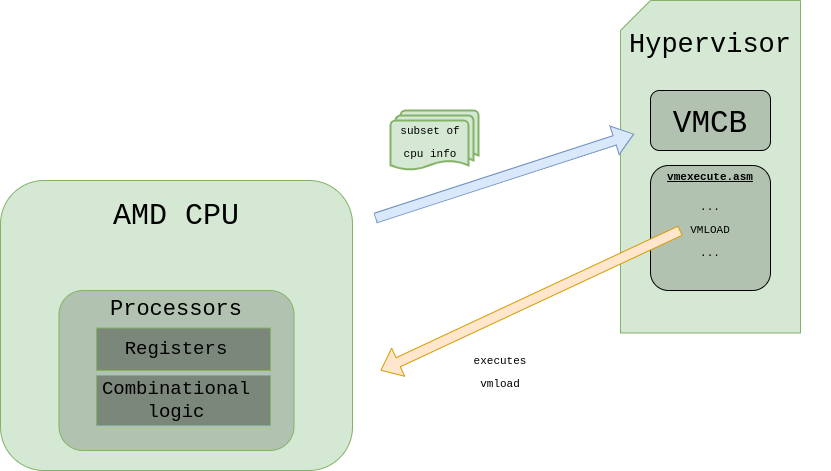 Hypervisor
VMCB
vmexecute.asm
...
VMLOAD
...
subset of
cpu info
AMD CPU
Processors
Registers
Combinational
logic
executes
vmload